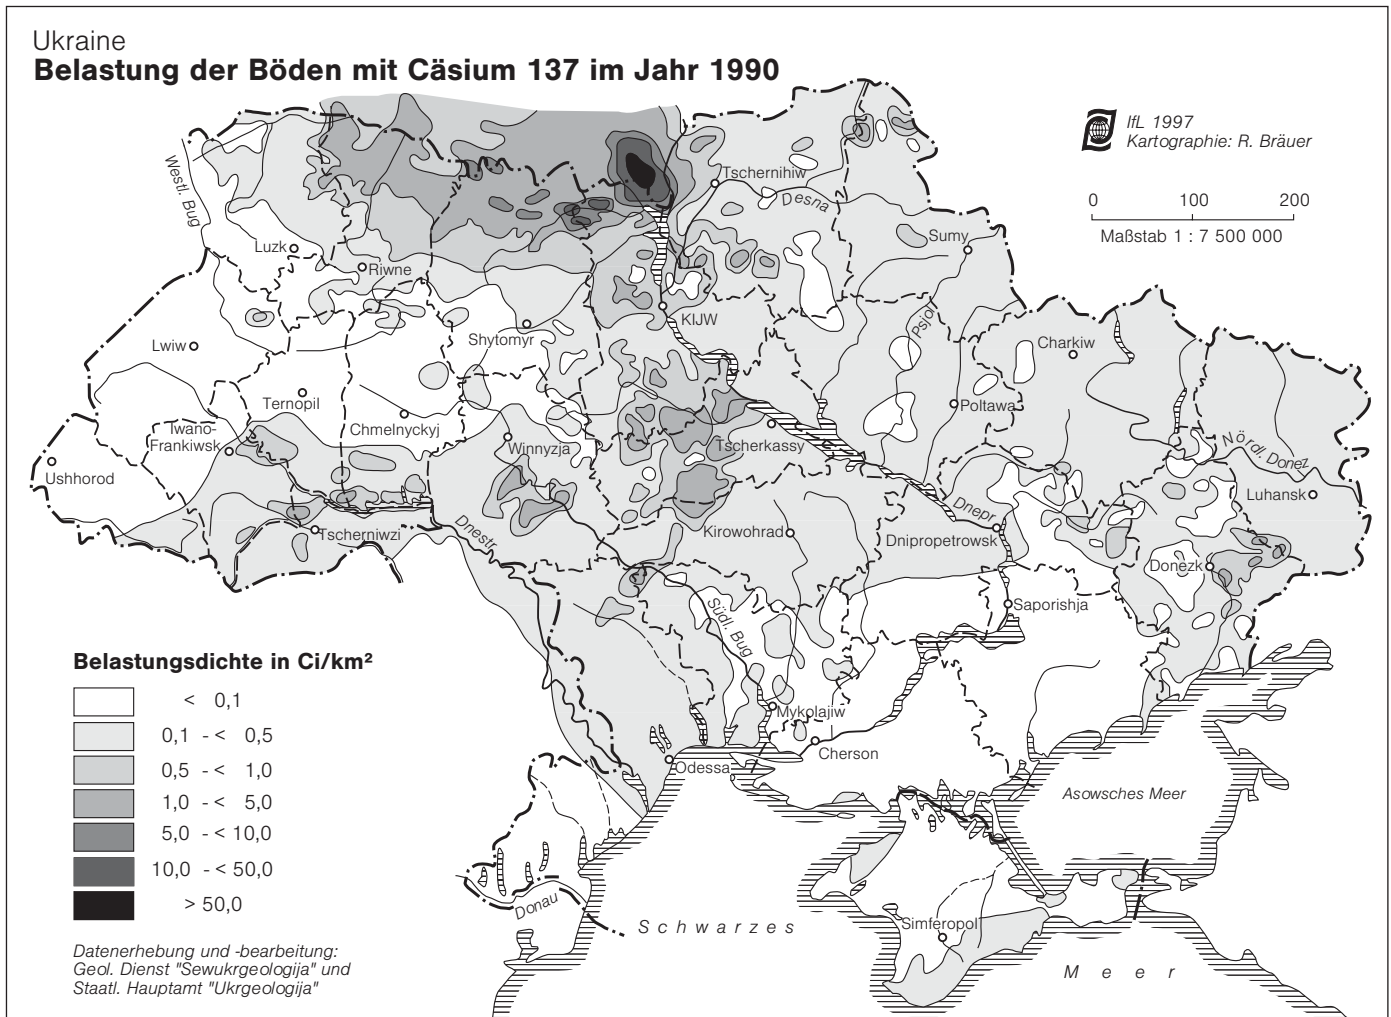 Ukraine
Belastung der Böden mit Cäsium 137 im Jahr 1990
IfL 1997
Kartographie: R. Bräuer
0 100 200
Maßstab 1 : 7 500 000
Westl. Bug
Tschernihiw
Desna
Sumy
Luzk
Riwne
KIJW
Psjol
Shytomyr
Charkiw
Lwiw
Ternopil
Poltawa
Iwano-
Frankiwsk
Chmelnyckyj
Winnyzja
Tscherkassy
Nördl. Donez
Ushhorod
Luhansk
Dnepr
Tscherniwzi
Dnestr
Kirowohrad
Dnipropetrowsk
Donezk
Saporishja
Südl. Bug
Mykolajiw
Cherson
Odessa
Asowsches Meer
Donau
Simferopol
Schwarzes
Meer
Belastungsdichte in Ci/km²
< 0,1
0,1 - < 0,5
0,5 - < 1,0
1,0 - < 5,0
5,0 - < 10,0
10,0 - < 50,0
> 50,0
Datenerhebung und -bearbeitung:
Geol. Dienst "Sewukrgeologija" und
Staatl. Hauptamt "Ukrgeologija"